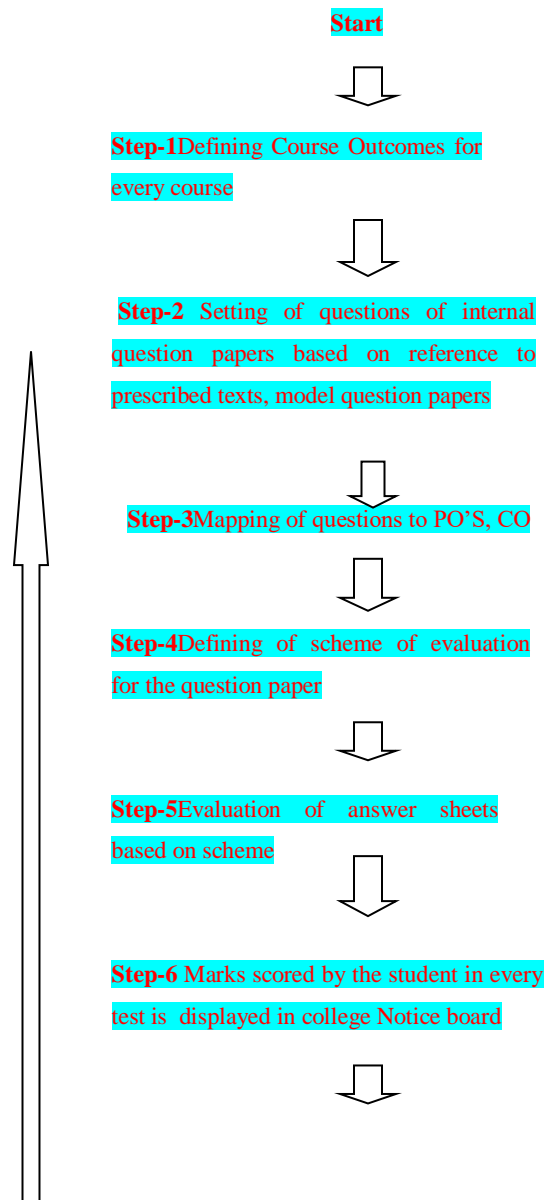 Start
Step-1Defining Course Outcomes for
every course
Step-2 Setting of questions of internal
question papers based on reference to
prescribed texts, model question papers
Step-3Mapping of questions to PO’S, CO
Step-4Defining of scheme of evaluation
for the question paper
Step-5Evaluation of answer sheets
based on scheme
Step-6 Marks scored by the student in every
test is displayed in college Notice board